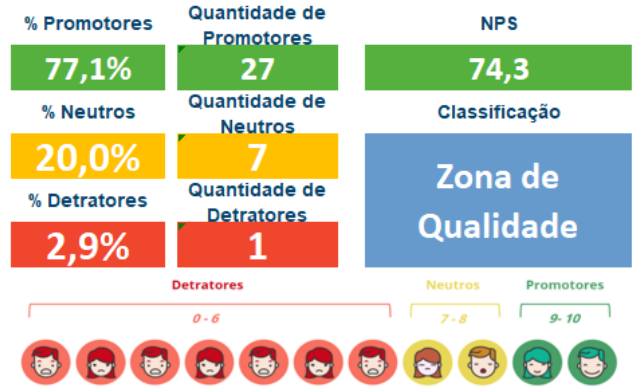 % Promotores
Quantidade de
Promotores
NPS
77,1%
27
74,3
% Neutros
Quantidade de
Neutros
Classificação
20,0%
7
Zona de
Qualidade
% Detratores
Quantidade de
Detratores
2,9%
1
Detratores
Neutros
Promotores
0 - 6
7 - 8
9- 10